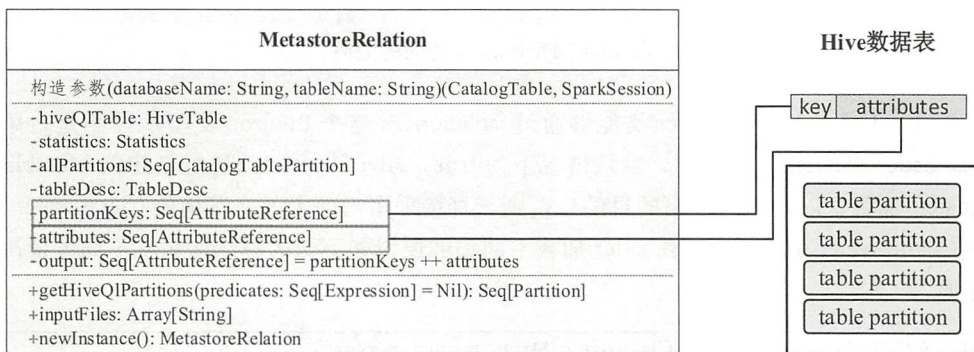 MetastoreRelation
构造参数(databaseName: String, tableName: String)(CatalogTable, SparkSession)
-hiveQlTable: HiveTable
-statistics: Statistics
-allPartitions: Seq[CatalogTablePartition]
-tableDesc: TableDesc
-partitionKeys: Seq[AttributeReference]
-attributes: Seq[AttributeReference]
-output: Seq[AttributeReference] = partitionKeys ++ attributes
+getHiveQlPartitions(predicates: Seq[Expression] = Nil): Seq[Partition]
+inputFiles: Array[String]
+newInstance(): MetastoreRelation
Hive数据表
key attributes
table partition
table partition
table partition
table partition